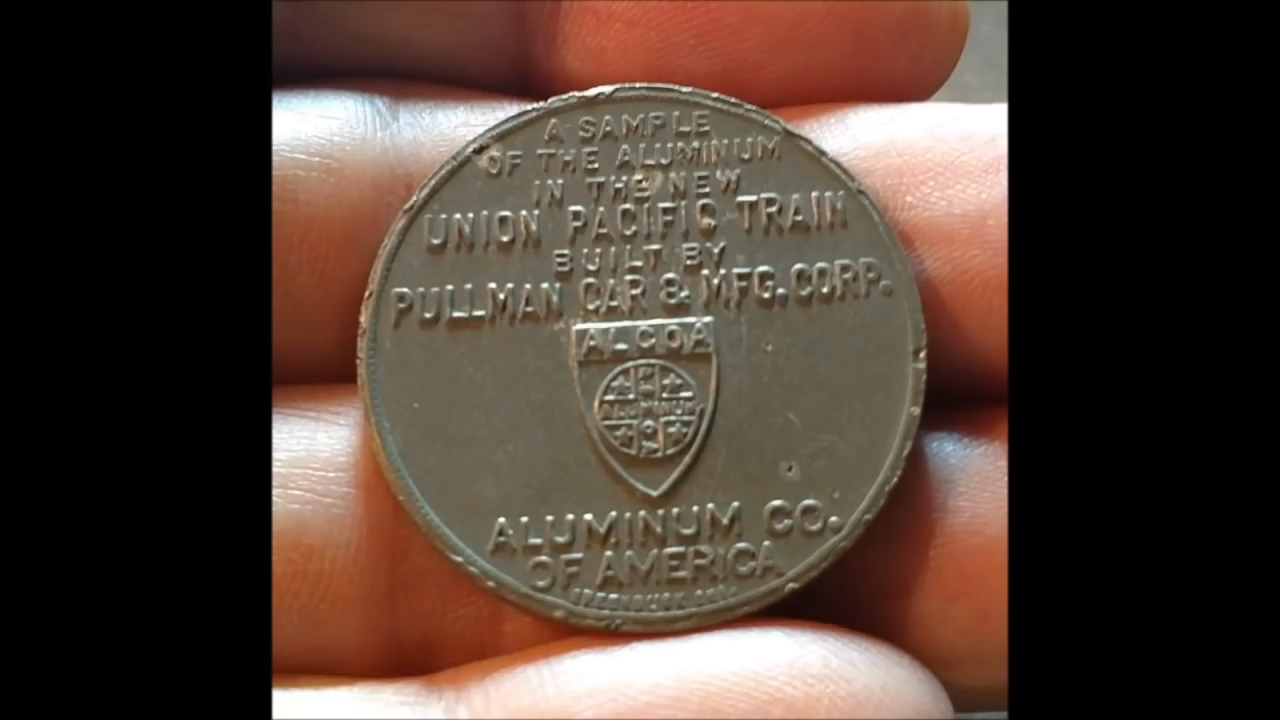 A SAMPLE
OF THE ALUMINUM
IN THE NEW
UNION PACIFIC TRAIN
BUILT BY
PULLMAN CAR & MFG. CORP.
ALCOA
ALUMINUM
ALUMINUM CO.
OF AMERICA